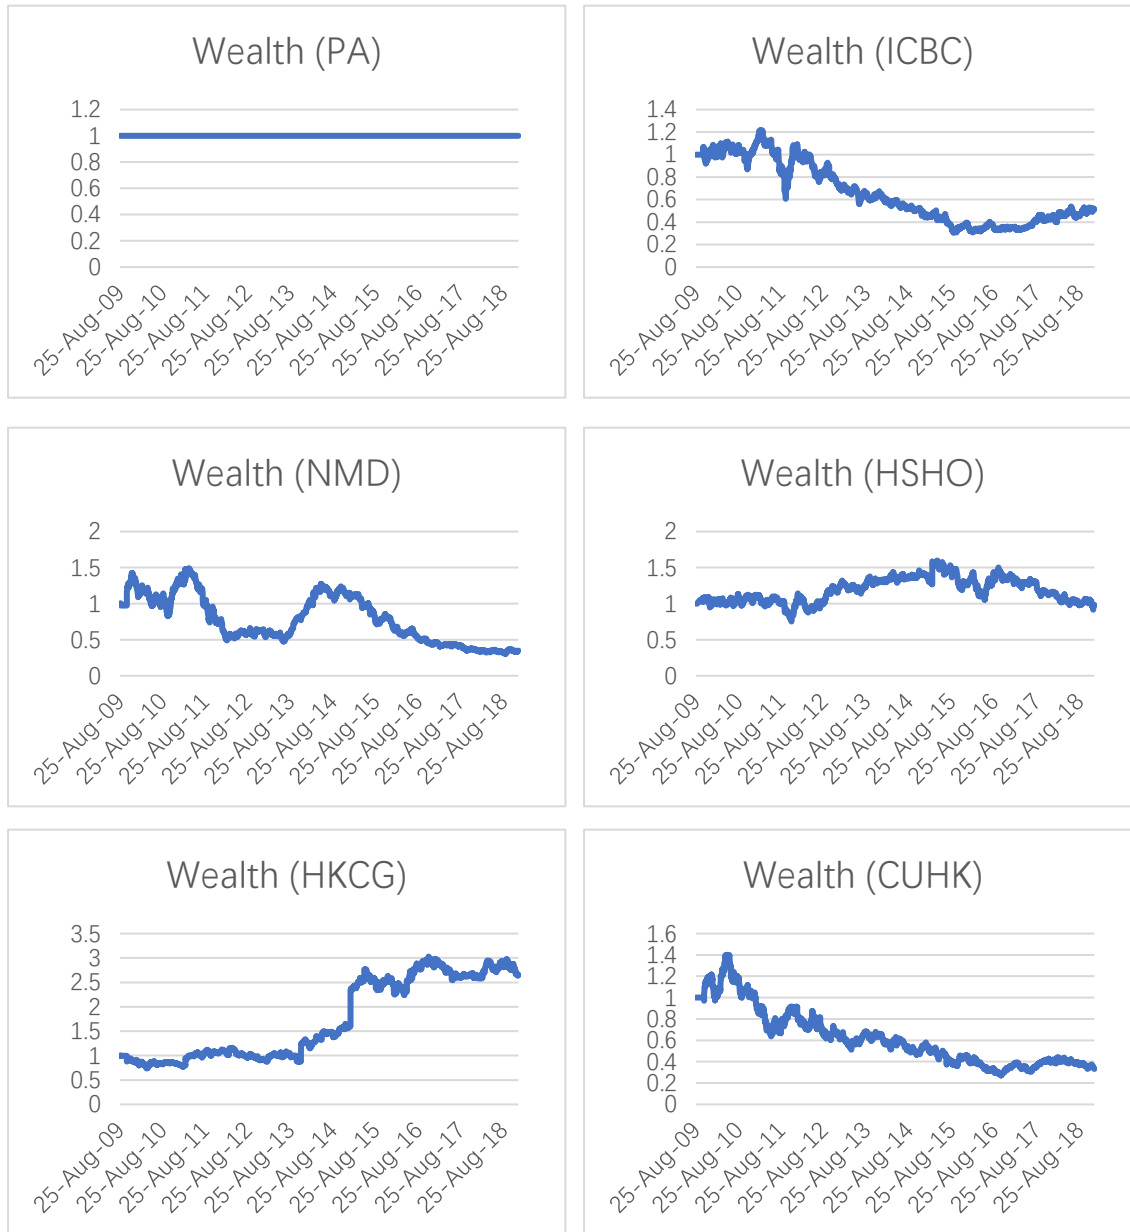 Wealth (PA)
1.2
1
0.8
0.6
0.4
0.2
0
25-Aug-09
25-Aug-10
25-Aug-11
25-Aug-12
25-Aug-13
25-Aug-14
25-Aug-15
25-Aug-16
25-Aug-17
25-Aug-18
Wealth (ICBC)
1.4
1.2
1
0.8
0.6
0.4
0.2
0
25-Aug-09
25-Aug-10
25-Aug-11
25-Aug-12
25-Aug-13
25-Aug-14
25-Aug-15
25-Aug-16
25-Aug-17
25-Aug-18
Wealth (NMD)
2
1.5
1
0.5
0
25-Aug-09
25-Aug-10
25-Aug-11
25-Aug-12
25-Aug-13
25-Aug-14
25-Aug-15
25-Aug-16
25-Aug-17
25-Aug-18
Wealth (HSHO)
2
1.5
1
0.5
0
25-Aug-09
25-Aug-10
25-Aug-11
25-Aug-12
25-Aug-13
25-Aug-14
25-Aug-15
25-Aug-16
25-Aug-17
25-Aug-18
Wealth (HKCG)
3.5
3
2.5
2
1.5
1
0.5
0
25-Aug-09
25-Aug-10
25-Aug-11
25-Aug-12
25-Aug-13
25-Aug-14
25-Aug-15
25-Aug-16
25-Aug-17
25-Aug-18
Wealth (CUHK)
1.6
1.4
1.2
1
0.8
0.6
0.4
0.2
0
25-Aug-09
25-Aug-10
25-Aug-11
25-Aug-12
25-Aug-13
25-Aug-14
25-Aug-15
25-Aug-16
25-Aug-17
25-Aug-18